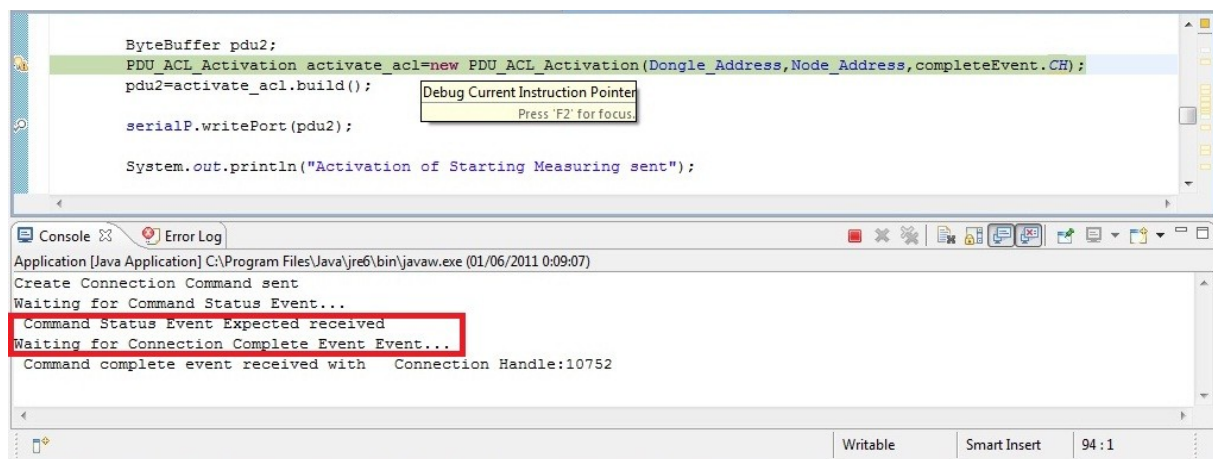 ByteBuffer pdu2;
PDU_ACL_Activation activate_acl=new PDU_ACL_Activation(Dongle_Address,Node_Address,completeEvent.CH);
pdu2=activate_acl.build();
Debug Current Instruction Pointer
Press 'F2' for focus.
serialP.writePort(pdu2);
System.out.println("Activation of Starting Measuring sent");
Console Error Log
Application [Java Application] C:\Program Files\Java\jre6\bin\javaw.exe (01/06/2011 0:09:07)
Create Connection Command sent
Waiting for Command Status Event...
Command Status Event Expected received
Waiting for Connection Complete Event Event...
Command complete event received with   Connection Handle:10752
Writable Smart Insert 94 : 1